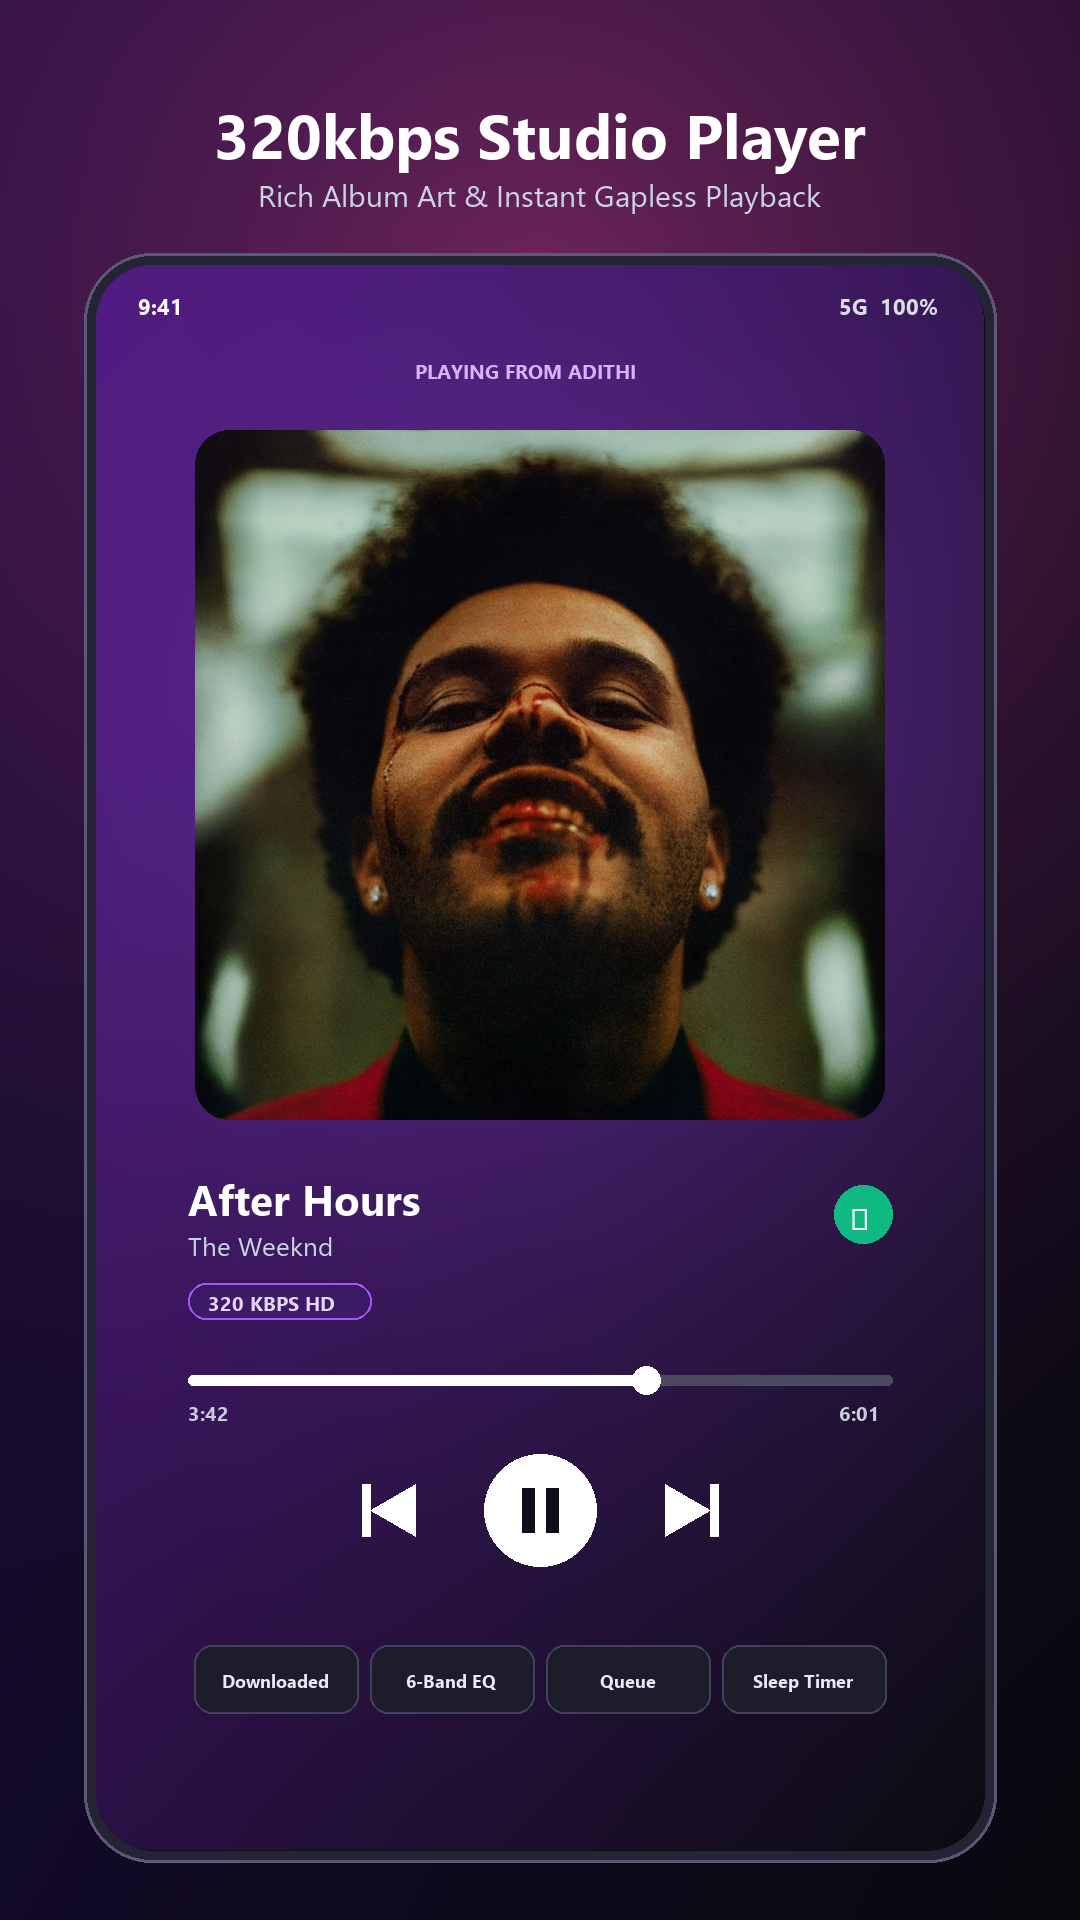 320kbps Studio Player
Rich Album Art & Instant Gapless Playback
9:41
5G 100%
PLAYING FROM ADITHI
After Hours
The Weeknd
320 KBPS HD
3:42
6:01
Downloaded
6-Band EQ
Queue
Sleep Timer